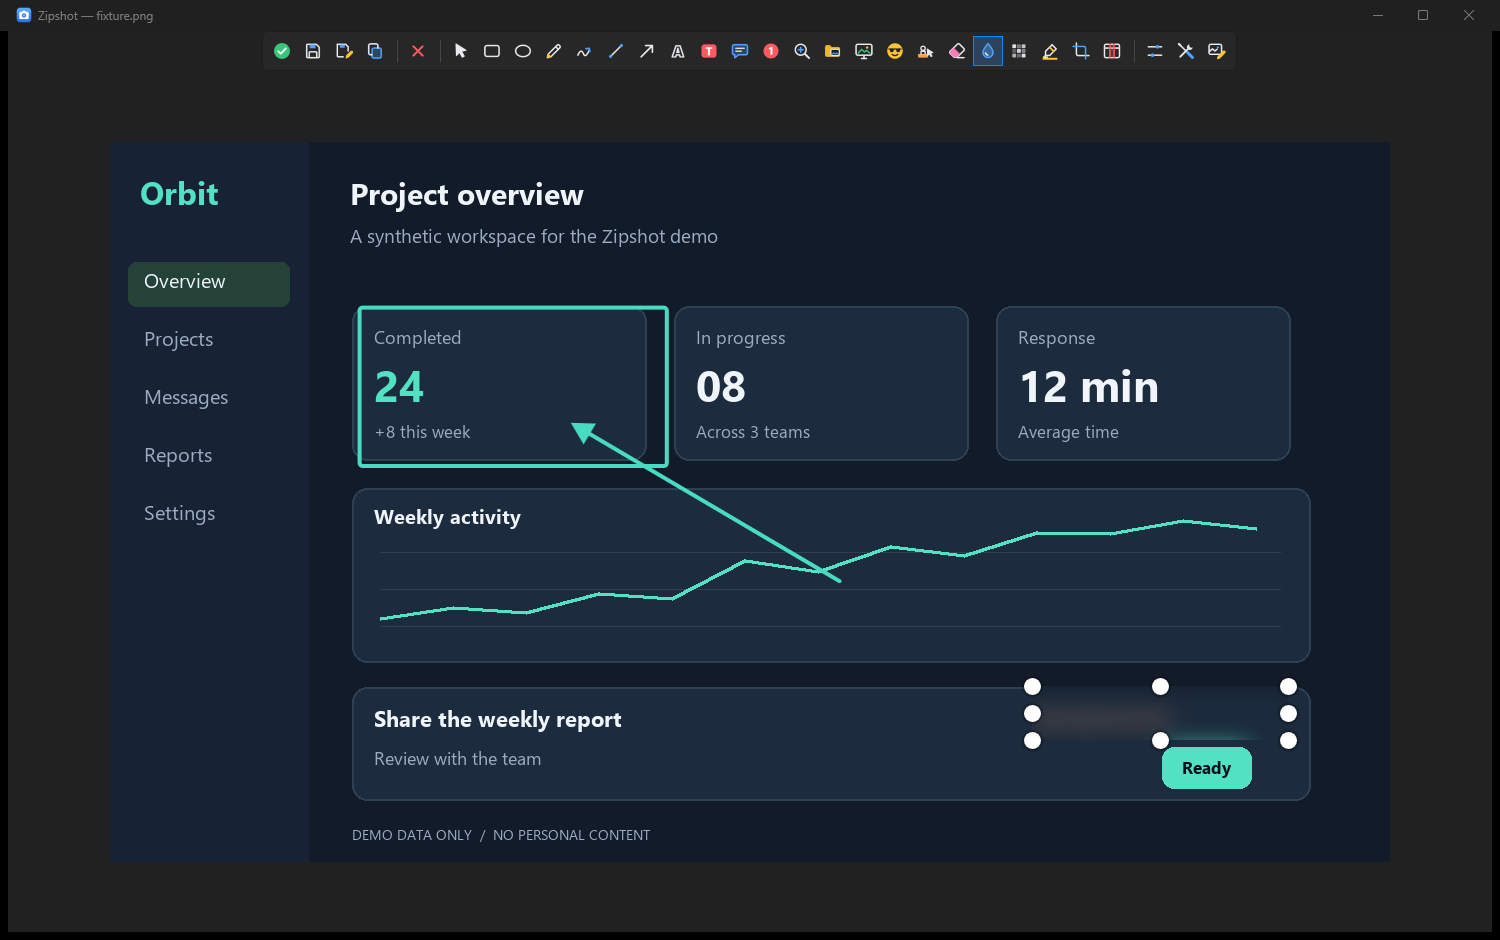 Zipshot — fixture.png
A
T
1
Orbit
Overview
Projects
Messages
Reports
Settings
Project overview
A synthetic workspace for the Zipshot demo
Completed
24
+8 this week
In progress
08
Across 3 teams
Response
12 min
Average time
Weekly activity
Share the weekly report
Review with the team
Ready
DEMO DATA ONLY / NO PERSONAL CONTENT